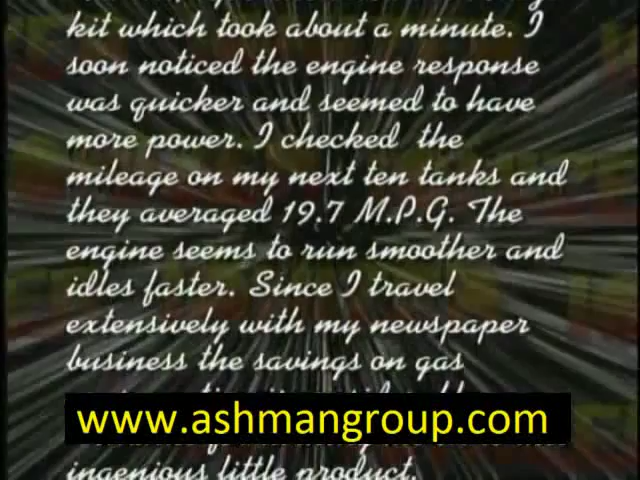 kit which took about a minute. I
soon noticed the engine response
was quicker and seemed to have
more power. I checked the
mileage on my next ten tanks and
they averaged 19.7 M.P.G. The
engine seems to run smoother and
idles faster. Since I travel
extensively with my newspaper
business the savings on gas
www.ashmangroup.com
ingenious little product.